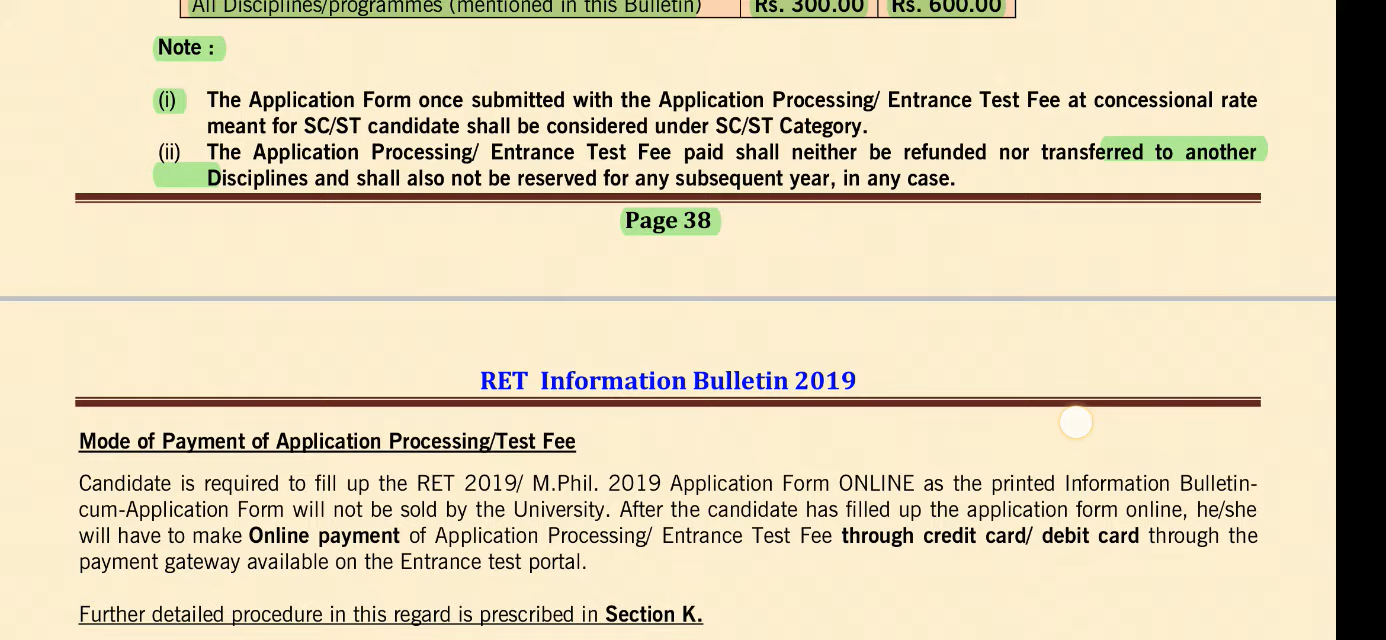 All Disciplines/programmes (mentioned in this Bulletin) Rs. 300.00 Rs. 600.00
Note :
(i) The Application Form once submitted with the Application Processing/ Entrance Test Fee at concessional rate
meant for SC/ST candidate shall be considered under SC/ST Category.
(ii) The Application Processing/ Entrance Test Fee paid shall neither be refunded nor transferred to another
Disciplines and shall also not be reserved for any subsequent year, in any case.
Page 38
RET Information Bulletin 2019
Mode of Payment of Application Processing/Test Fee
Candidate is required to fill up the RET 2019/ M.Phil. 2019 Application Form ONLINE as the printed Information Bulletin-
cum-Application Form will not be sold by the University. After the candidate has filled up the application form online, he/she
will have to make Online payment of Application Processing/ Entrance Test Fee through credit card/ debit card through the
payment gateway available on the Entrance test portal.
Further detailed procedure in this regard is prescribed in Section K.